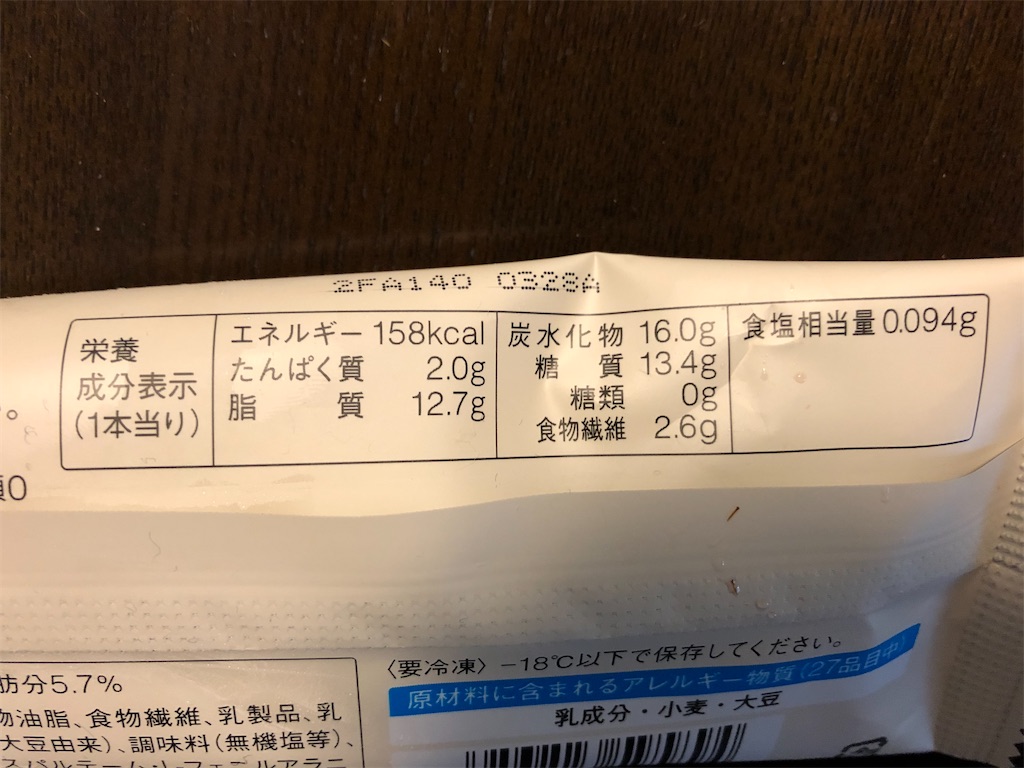 2FA140 0328A
栄養
成分表示
(1本当り)
エネルギー 158kcal
たんぱく質 2.0g
脂 質 12.7g
炭水化物 16.0g
糖 質 13.4g
糖類 0g
食物繊維 2.6g
食塩相当量 0.094g
。
0
〈要冷凍〉-18℃以下で保存してください。
原材料に含まれるアレルギー物質(27品目中)
乳成分・小麦・大豆
肪分5.7%
物油脂、食物繊維、乳製品、乳
大豆由来)、調味料(無機塩等)、